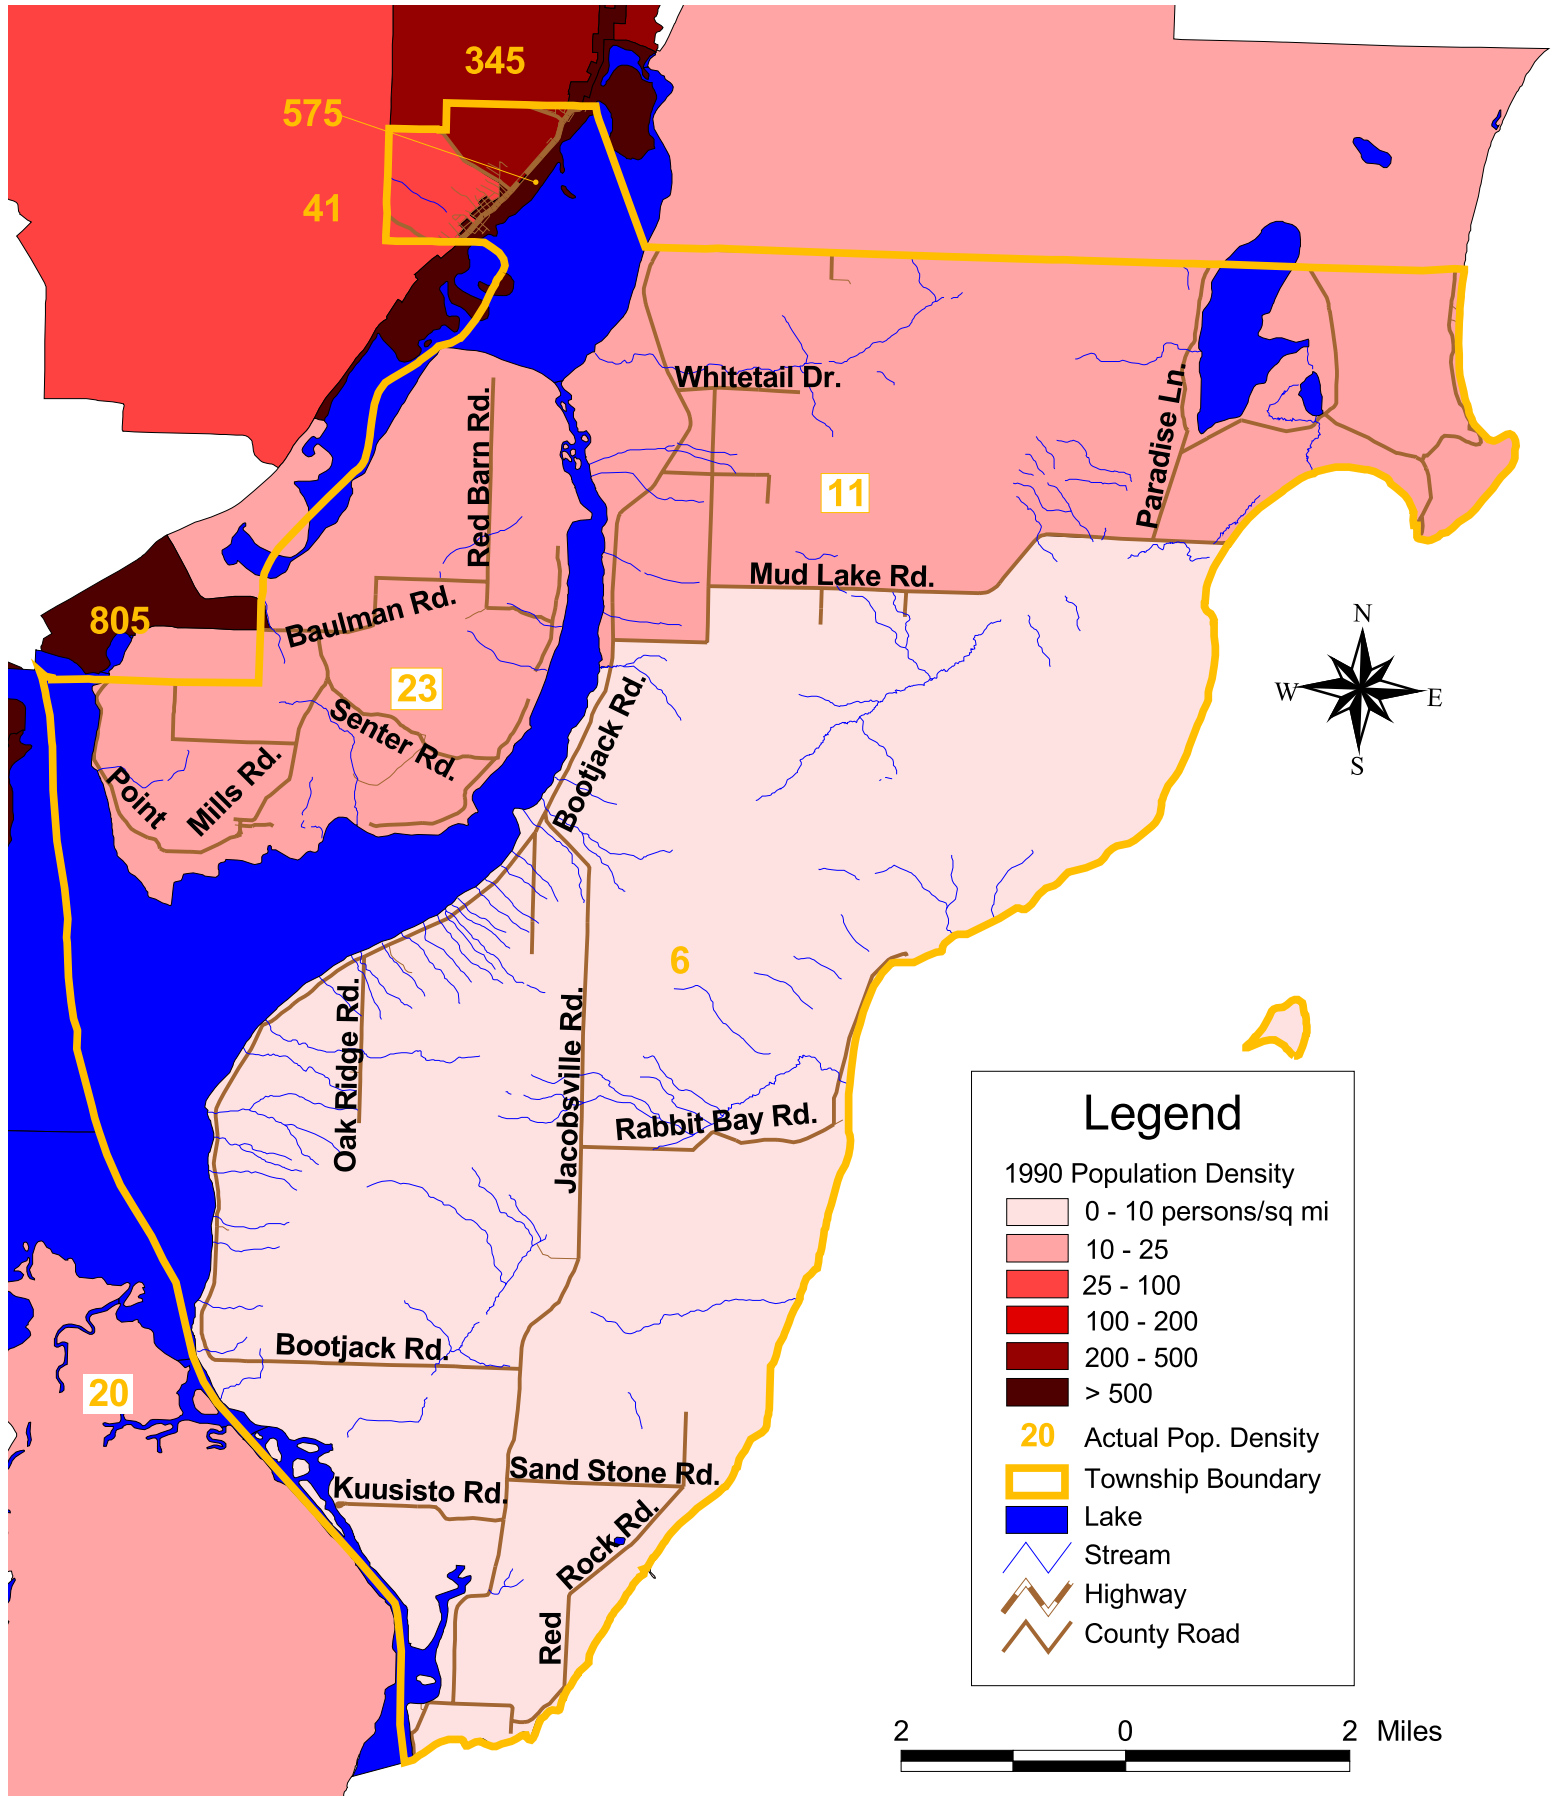 345
575
41
Whitetail Dr.
Red Barn Rd.
Paradise Ln.
11
Mud Lake Rd.
805
Baulman Rd.
23
Senter Rd.
Point
Mills Rd.
Bootjack Rd.
N
W
E
S
6
Oak Ridge Rd.
Jacobsville Rd.
Rabbit Bay Rd.
Bootjack Rd.
20
Kuusisto Rd.
Sand Stone Rd.
Red
Rock Rd.
Legend
1990 Population Density
0 - 10 persons/sq mi
10 - 25
25 - 100
100 - 200
200 - 500
> 500
20 Actual Pop. Density
Township Boundary
Lake
Stream
Highway
County Road
2 0 2 Miles